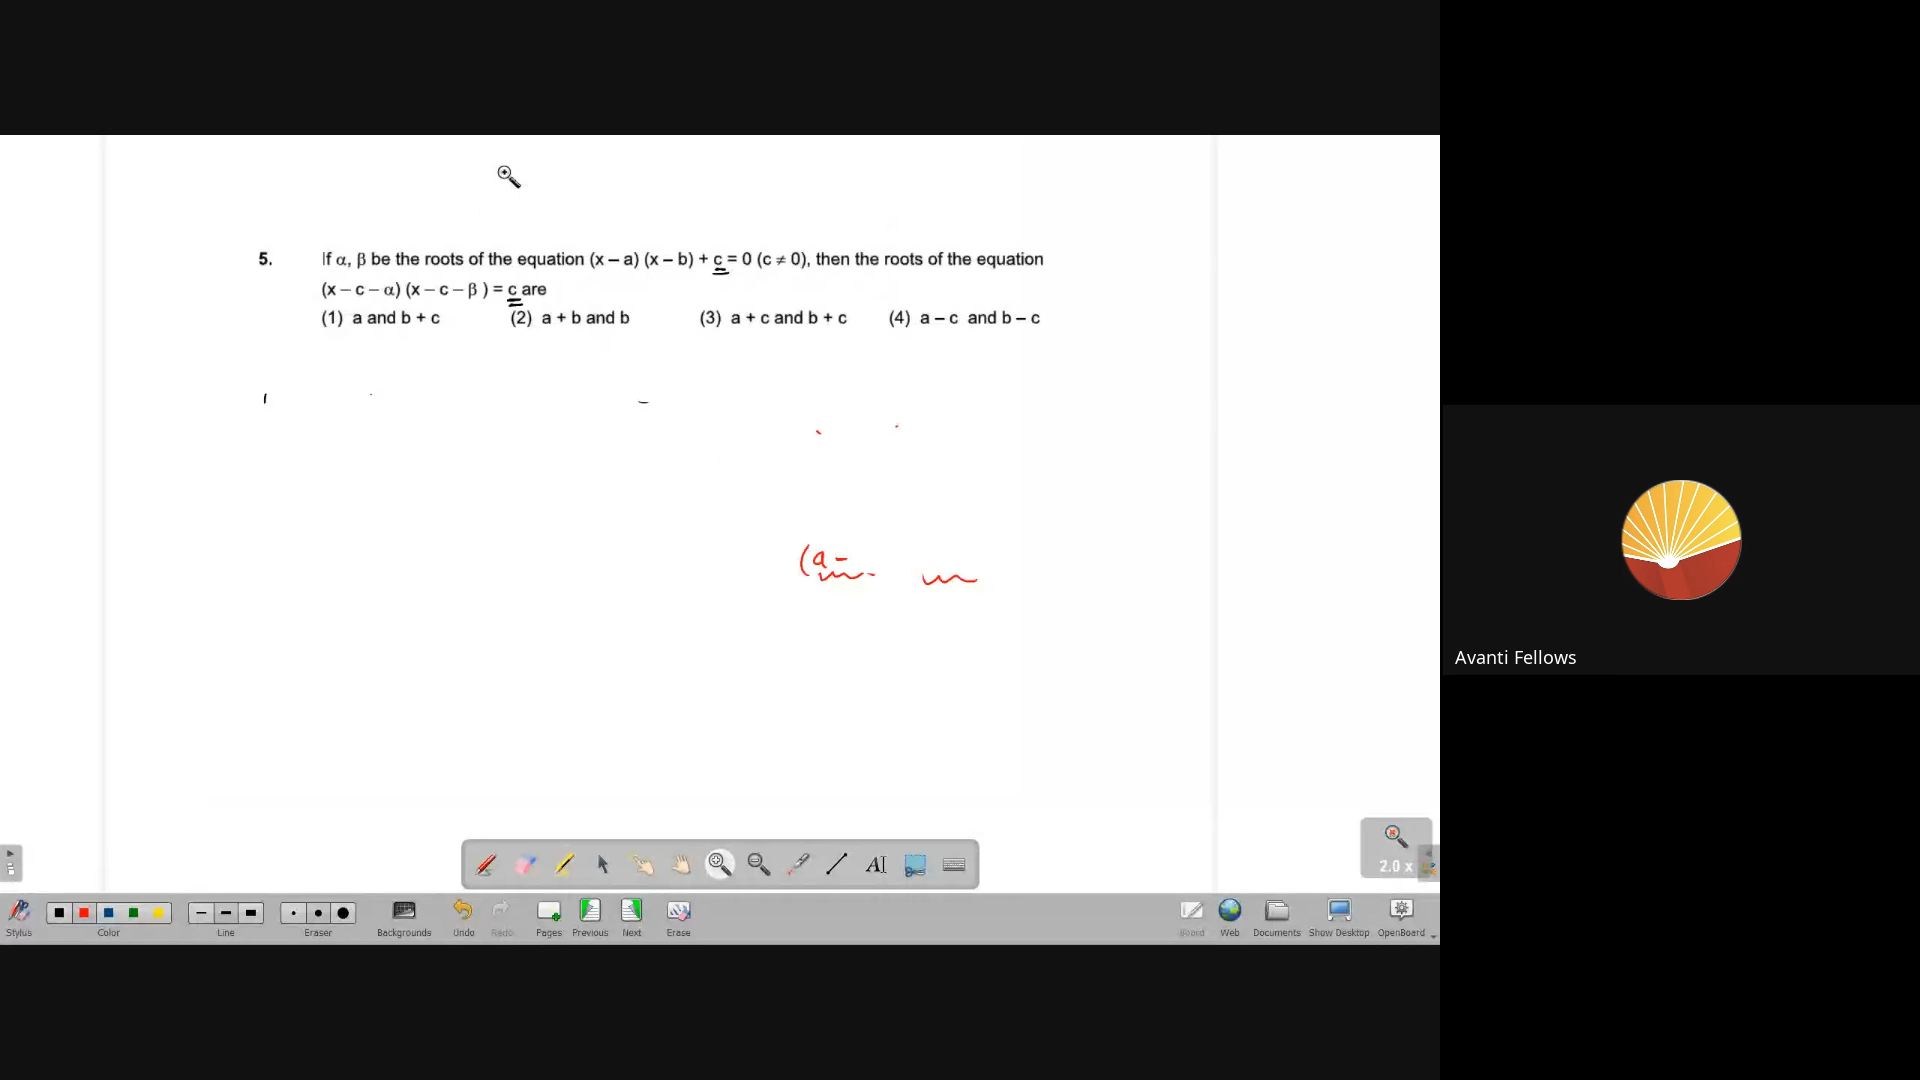 5. If α, β be the roots of the equation (x – a) (x – b) + c = 0 (c ≠ 0), then the roots of the equation
(x – c – α) (x – c – β ) = c are
(1) a and b + c (2) a + b and b (3) a + c and b + c (4) a – c and b – c
(a -
Avanti Fellows
2.0 x
Stylus Color Line Eraser Backgrounds Undo Redo Pages Previous Next Erase Board Web Documents Show Desktop OpenBoard